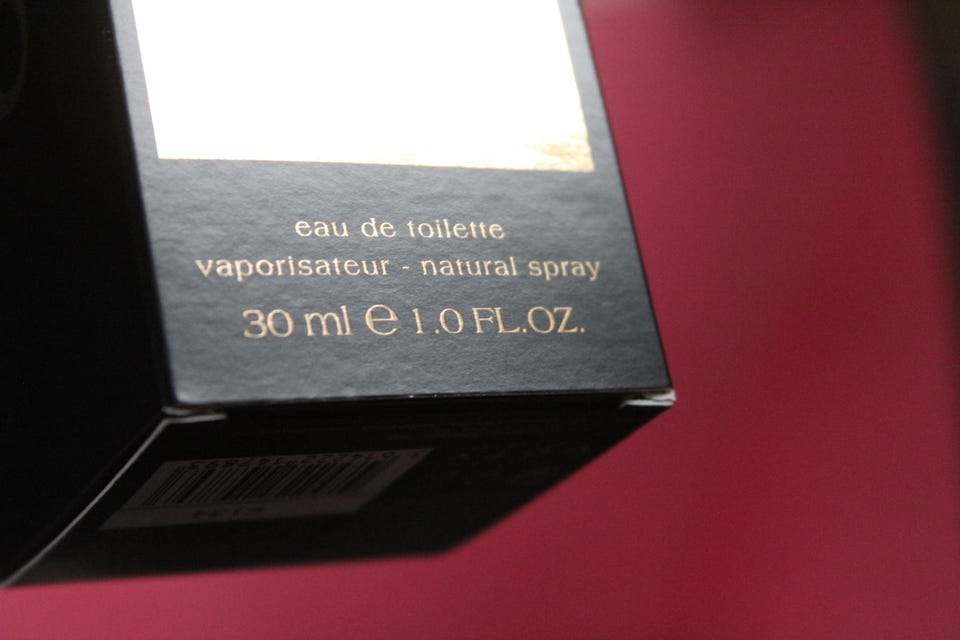 eau de toilette
vaporisateur - natural spray
30 ml e 1.0 FL.OZ.